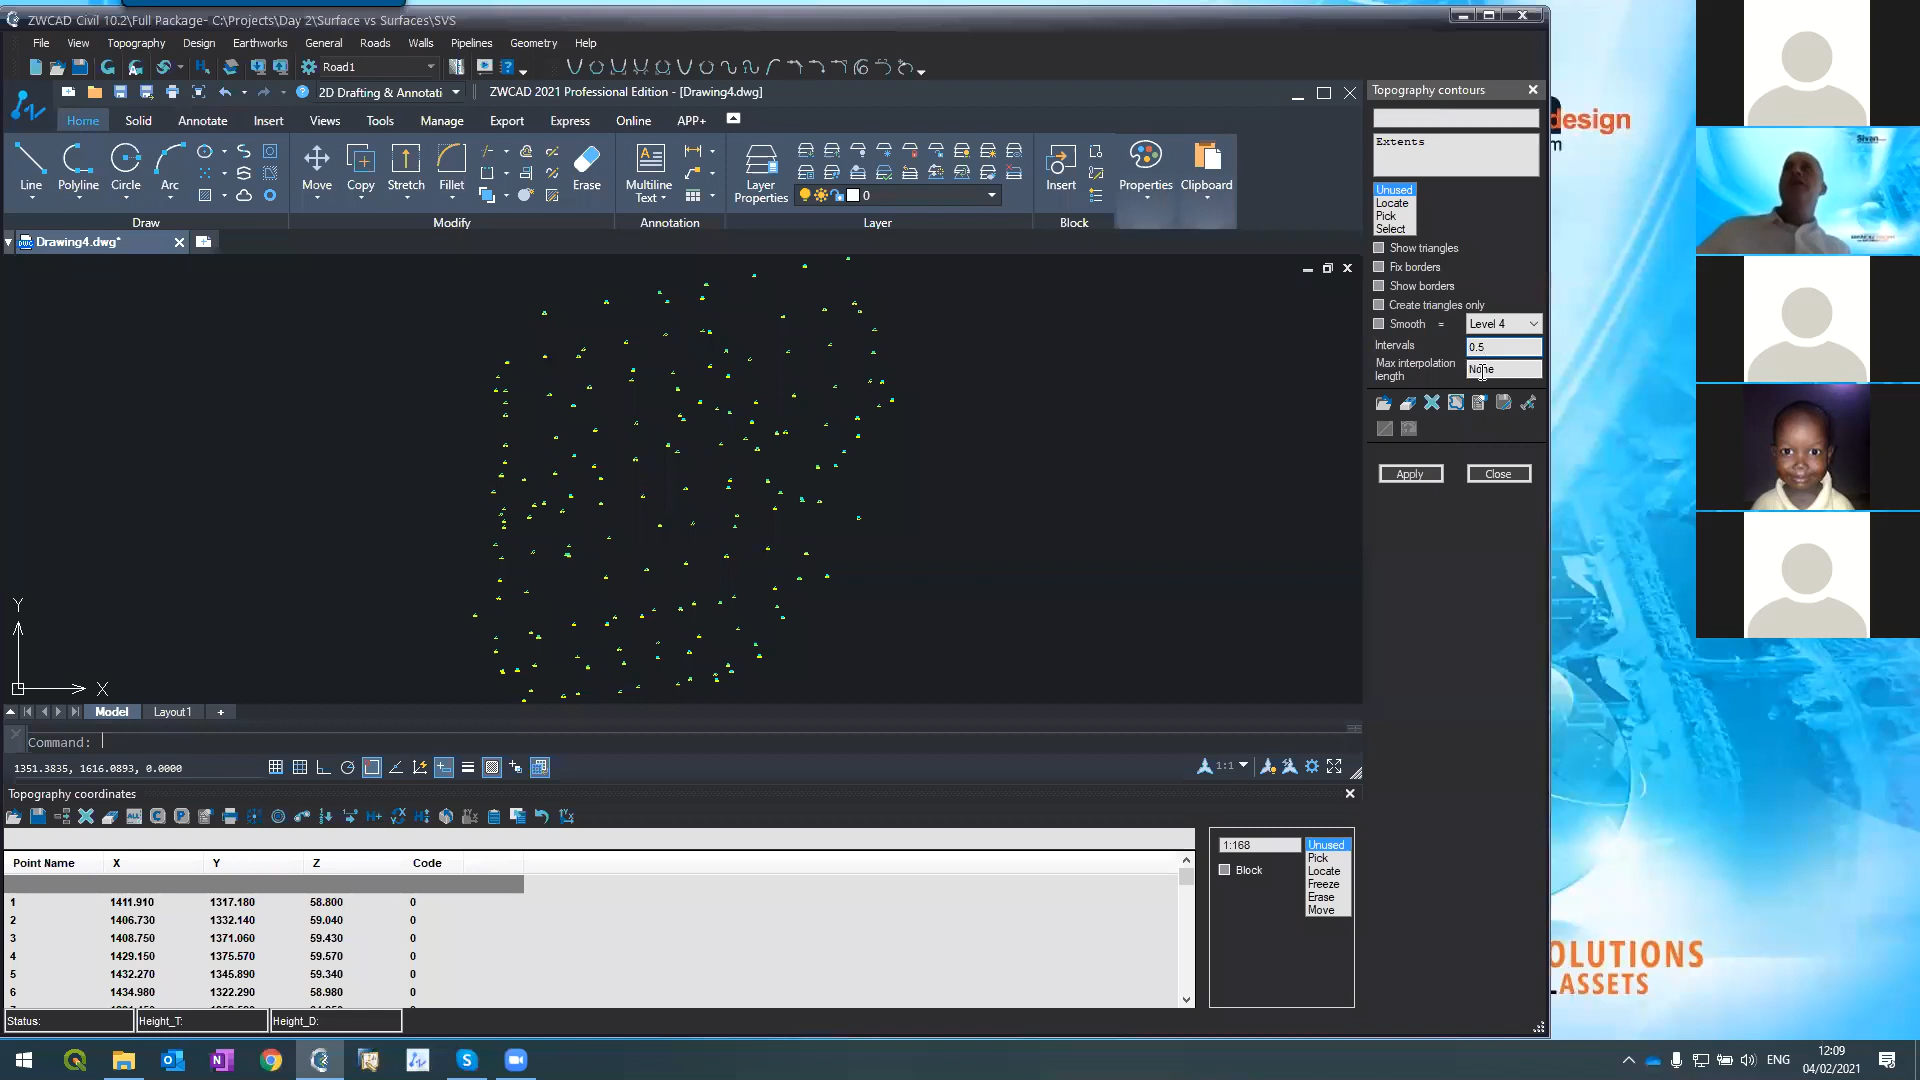 ZWCAD Civil 10.2\Full Package- C:\Projects\Day 2\Surface vs Surfaces\SVS
File View Topography Design Earthworks General Roads Walls Pipelines Geometry Help
Road1
2D Drafting & Annotati
ZWCAD 2021 Professional Edition - [Drawing4.dwg]
Home Solid Annotate Insert Views Tools Manage Export Express Online APP+
Line Polyline Circle Arc
Move Copy Stretch Fillet Erase
Multiline Text
Layer Properties
0
Insert Properties Clipboard
Draw Modify Annotation Layer Block
Drawing4.dwg*
Y
X
Model Layout1 +
Command:
1351.3835, 1616.0893, 0.0000
1:1
Topography coordinates
Point Name X Y Z Code
1 1411.910 1317.180 58.800 0
2 1406.730 1332.140 59.040 0
3 1408.750 1371.060 59.430 0
4 1429.150 1375.570 59.570 0
5 1432.270 1345.890 59.340 0
6 1434.980 1322.290 58.980 0
Status: Height_T: Height_D:
1:168
Block
Unused
Pick
Locate
Freeze
Erase
Move
Topography contours
Extents
Unused
Locate
Pick
Select
Show triangles
Fix borders
Show borders
Create triangles only
Smooth = Level 4
Intervals 0.5
Max interpolation length None
Apply Close
design
m
OLUTIONS
ASSETS
ENG
12:09
04/02/2021